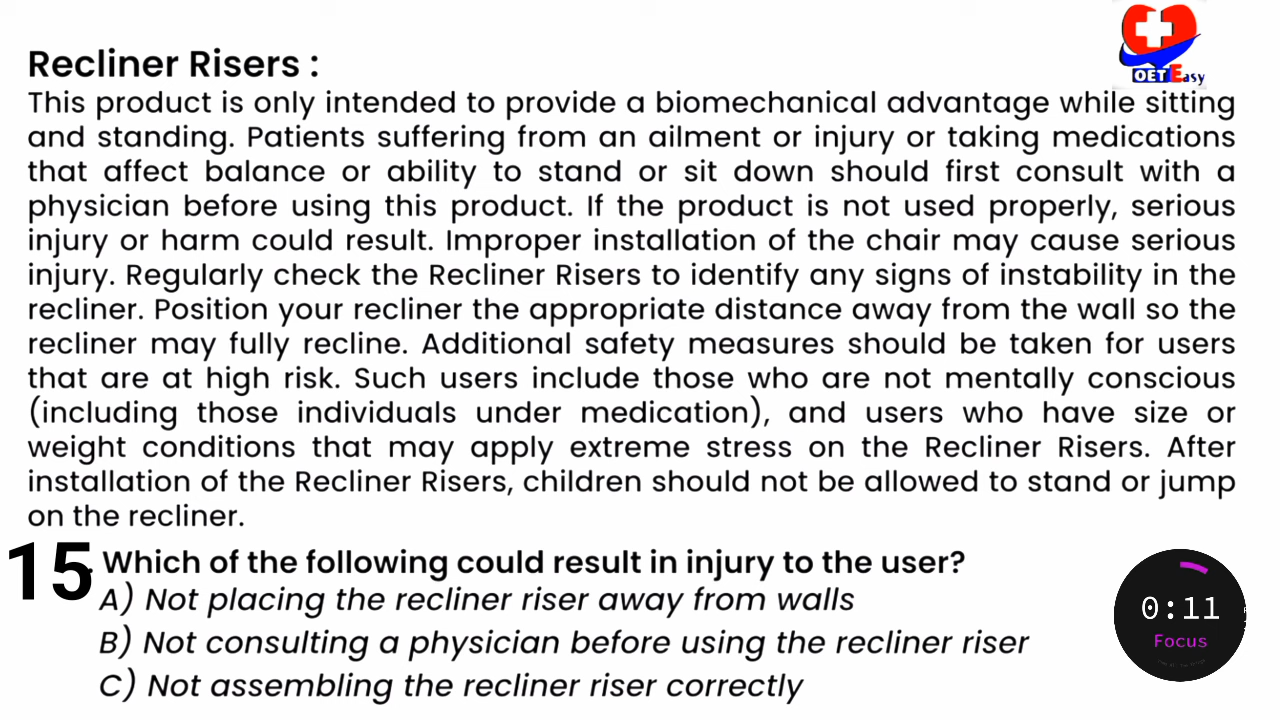 OET Easy
Recliner Risers :
This product is only intended to provide a biomechanical advantage while sitting
and standing. Patients suffering from an ailment or injury or taking medications
that affect balance or ability to stand or sit down should first consult with a
physician before using this product. If the product is not used properly, serious
injury or harm could result. Improper installation of the chair may cause serious
injury. Regularly check the Recliner Risers to identify any signs of instability in the
recliner. Position your recliner the appropriate distance away from the wall so the
recliner may fully recline. Additional safety measures should be taken for users
that are at high risk. Such users include those who are not mentally conscious
(including those individuals under medication), and users who have size or
weight conditions that may apply extreme stress on the Recliner Risers. After
installation of the Recliner Risers, children should not be allowed to stand or jump
on the recliner.
15. Which of the following could result in injury to the user?
A) Not placing the recliner riser away from walls
B) Not consulting a physician before using the recliner riser
C) Not assembling the recliner riser correctly
0:11
Focus